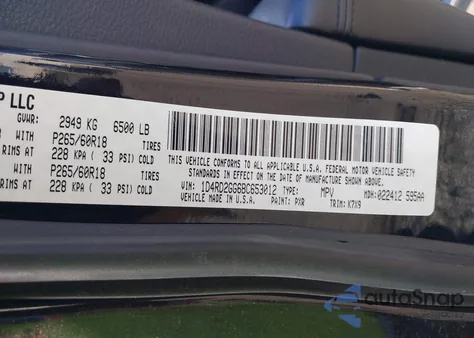 P LLC
GVWR: 2949 KG 6500 LB
WITH P265/60R18 TIRES
RIMS AT 228 KPA ( 33 PSI) COLD
WITH P265/60R18 TIRES
RIMS AT 228 KPA ( 33 PSI) COLD
THIS VEHICLE CONFORMS TO ALL APPLICABLE U.S.A. FEDERAL MOTOR VEHICLE SAFETY
STANDARDS IN EFFECT ON THE DATE OF MANUFACTURE SHOWN ABOVE.
VIN: 1D4RD2GG6BC653012 TYPE: MPV MDH: 022412 595AA
VEHICLE MADE IN U.S.A. PAINT: PXR TRIM: K7X9
autoSnap